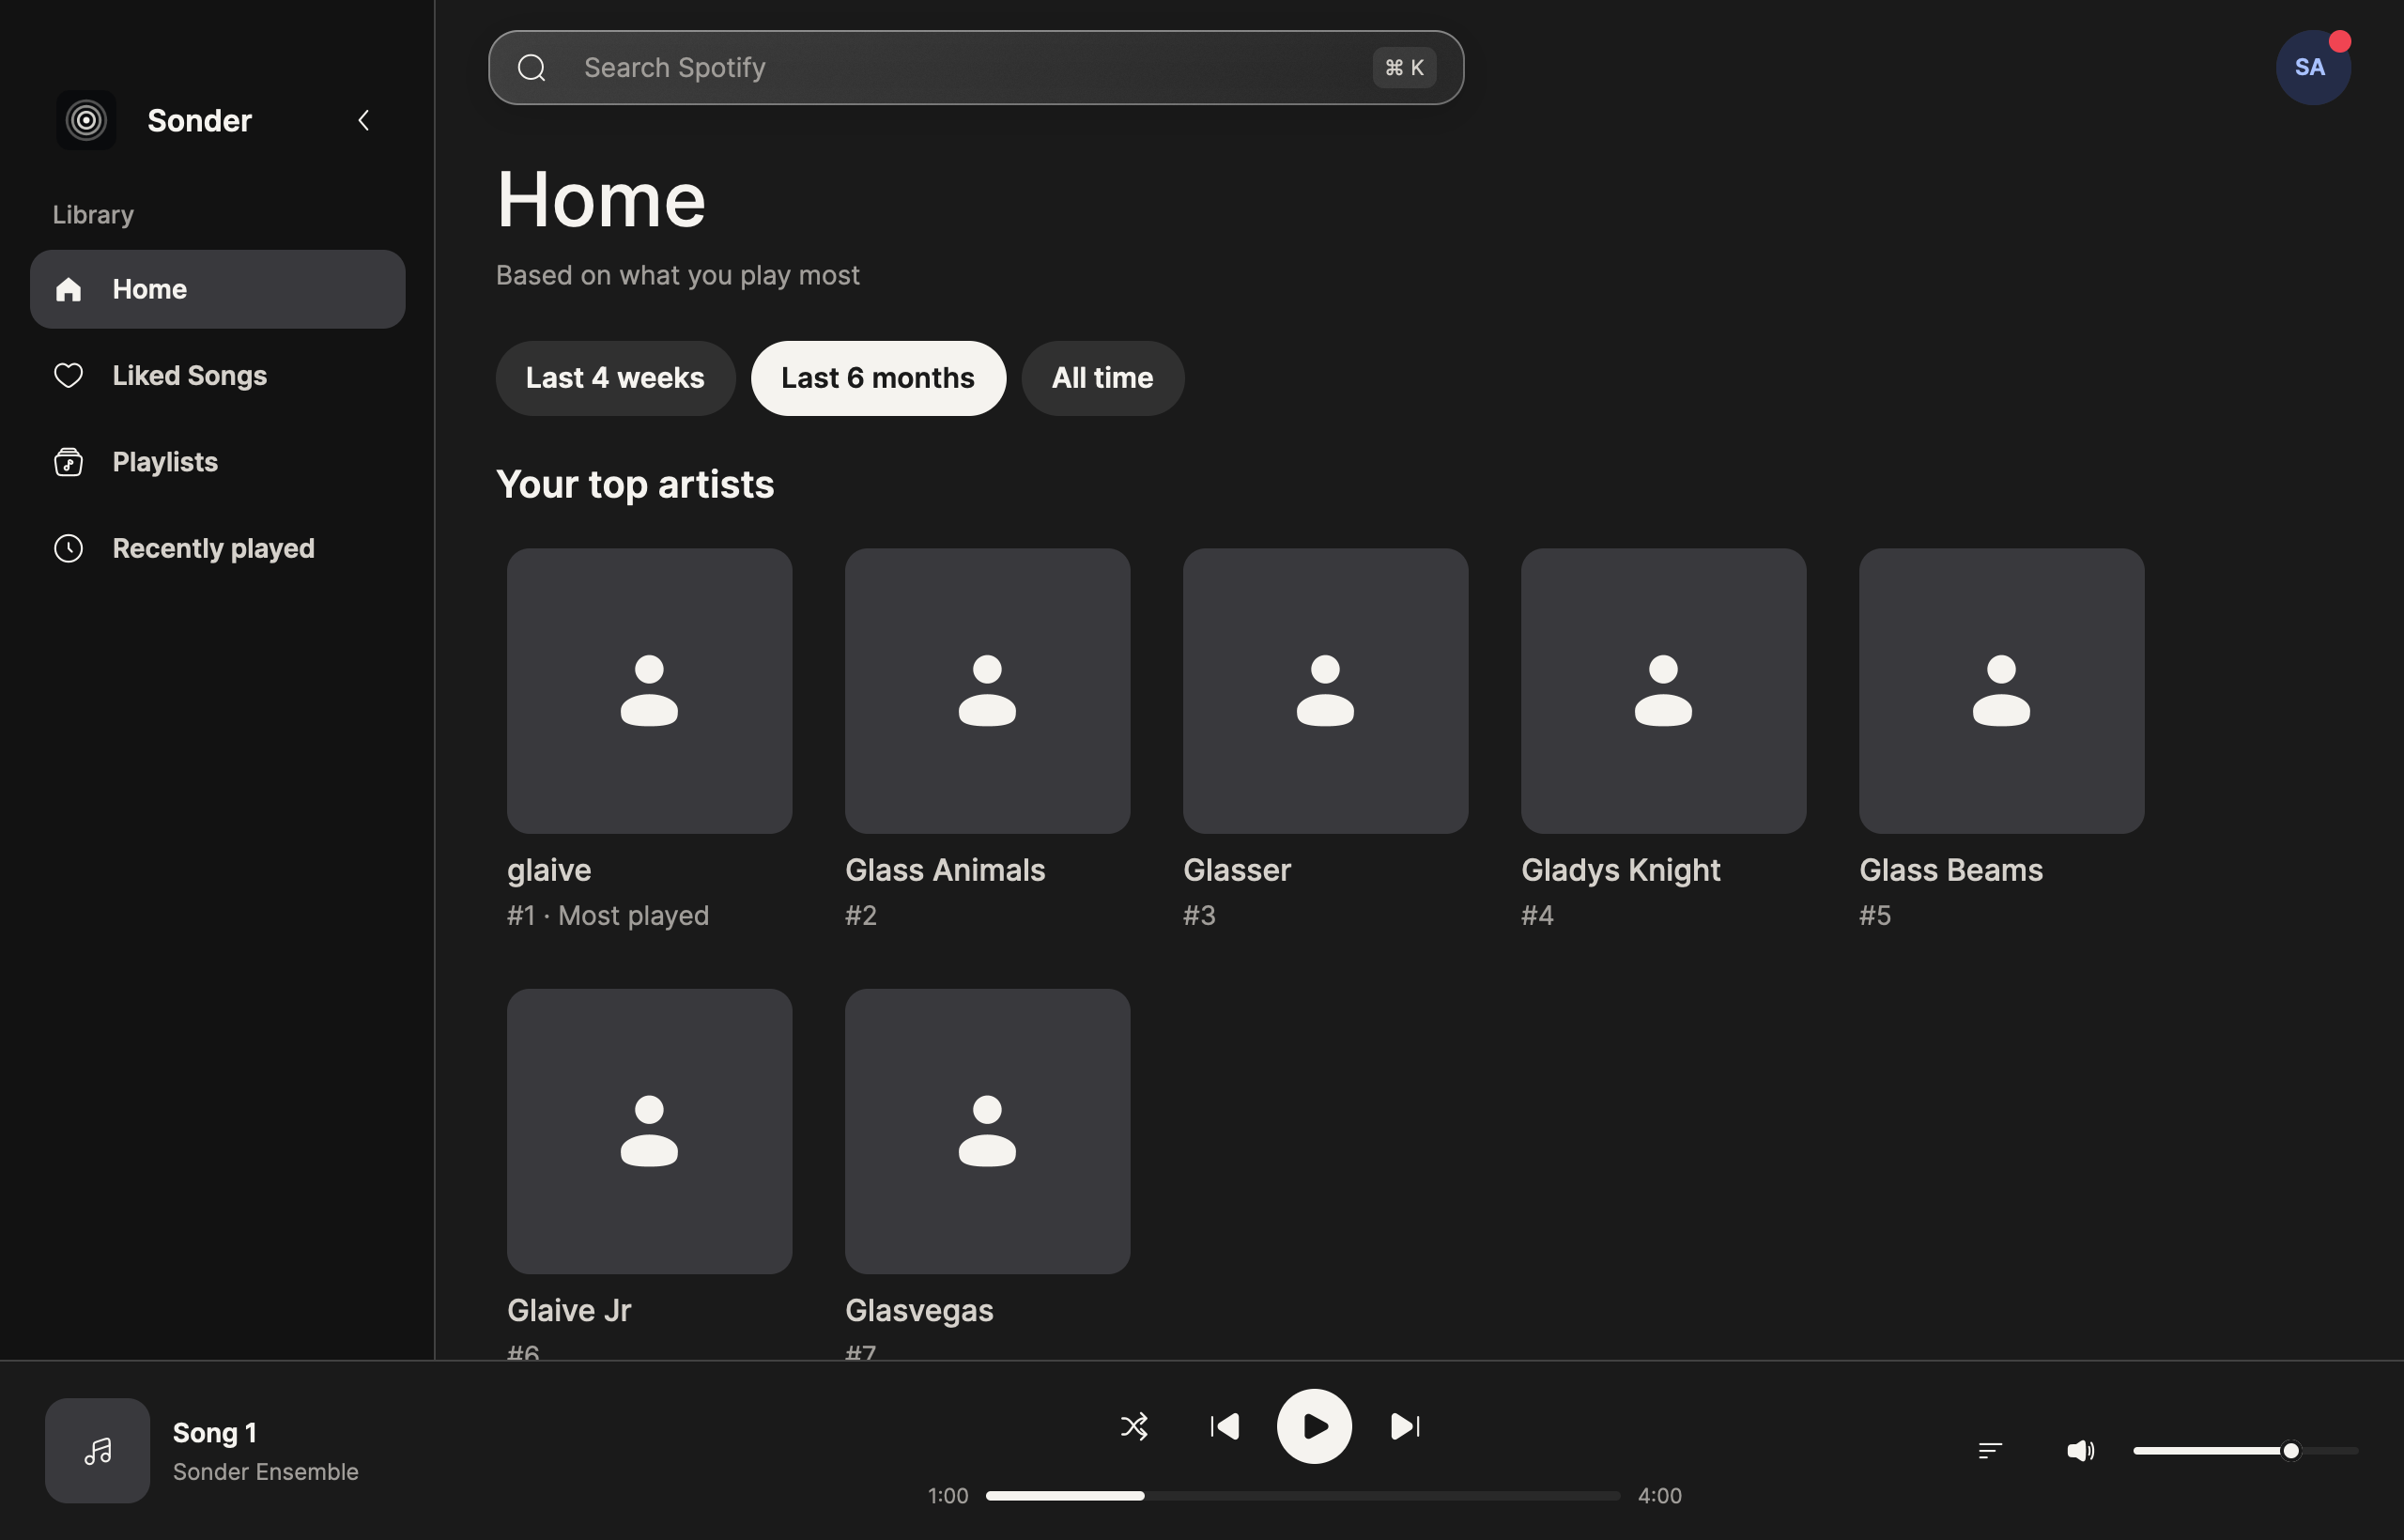 Search Spotify
⌘ K
SA
Sonder
Library
Home
Liked Songs
Playlists
Recently played
Home
Based on what you play most
Last 4 weeks
Last 6 months
All time
Your top artists
glaive
#1 · Most played
Glass Animals
#2
Glasser
#3
Gladys Knight
#4
Glass Beams
#5
Glaive Jr
#6
Glasvegas
#7
Song 1
Sonder Ensemble
1:00
4:00